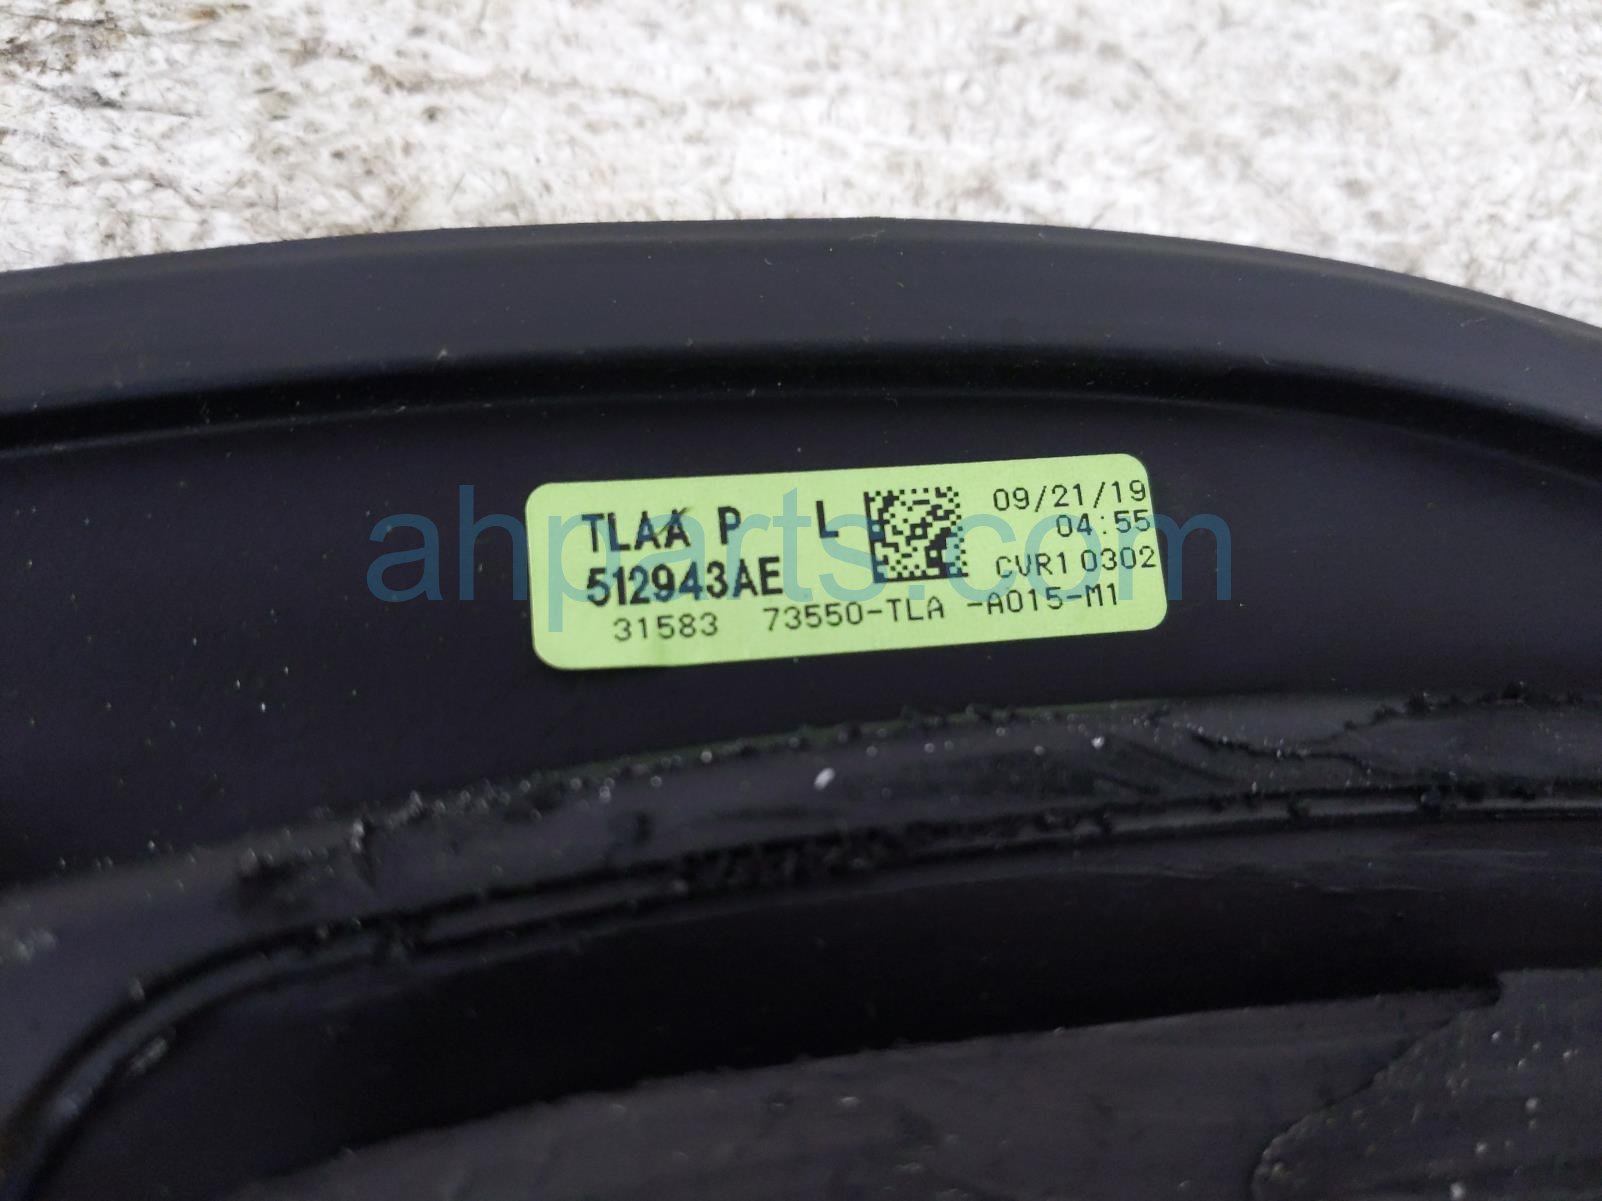 TLAA P L
09/21/19
04:55
512943AE
CVR1 0302
31583 73550-TLA -A015-M1
ahparts.com